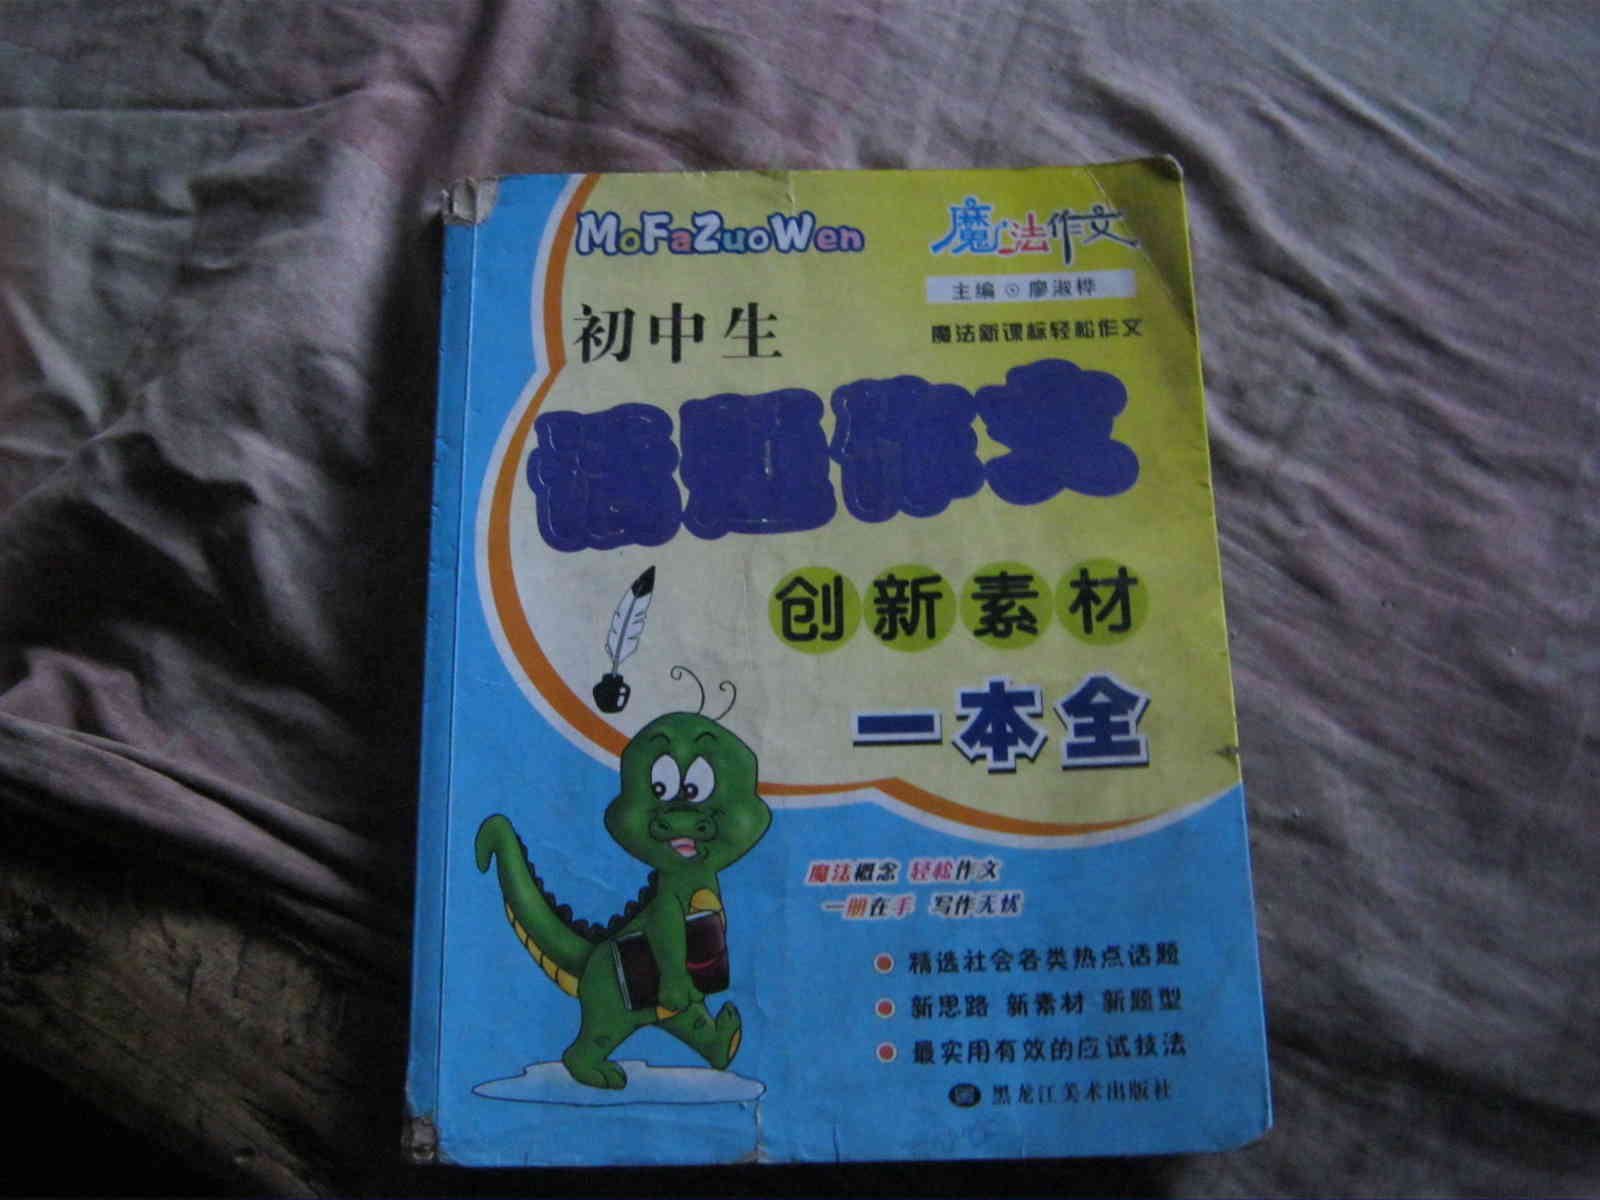 MoFaZuoWen
魔法作文
主编 廖淑桦
魔法新课标轻松作文
初中生
话题作文
创新素材
一本全
魔法概念 轻松作文
一册在手 写作无忧
精选社会各类热点话题
新思路 新素材 新题型
最实用有效的应试技法
黑龙江美术出版社